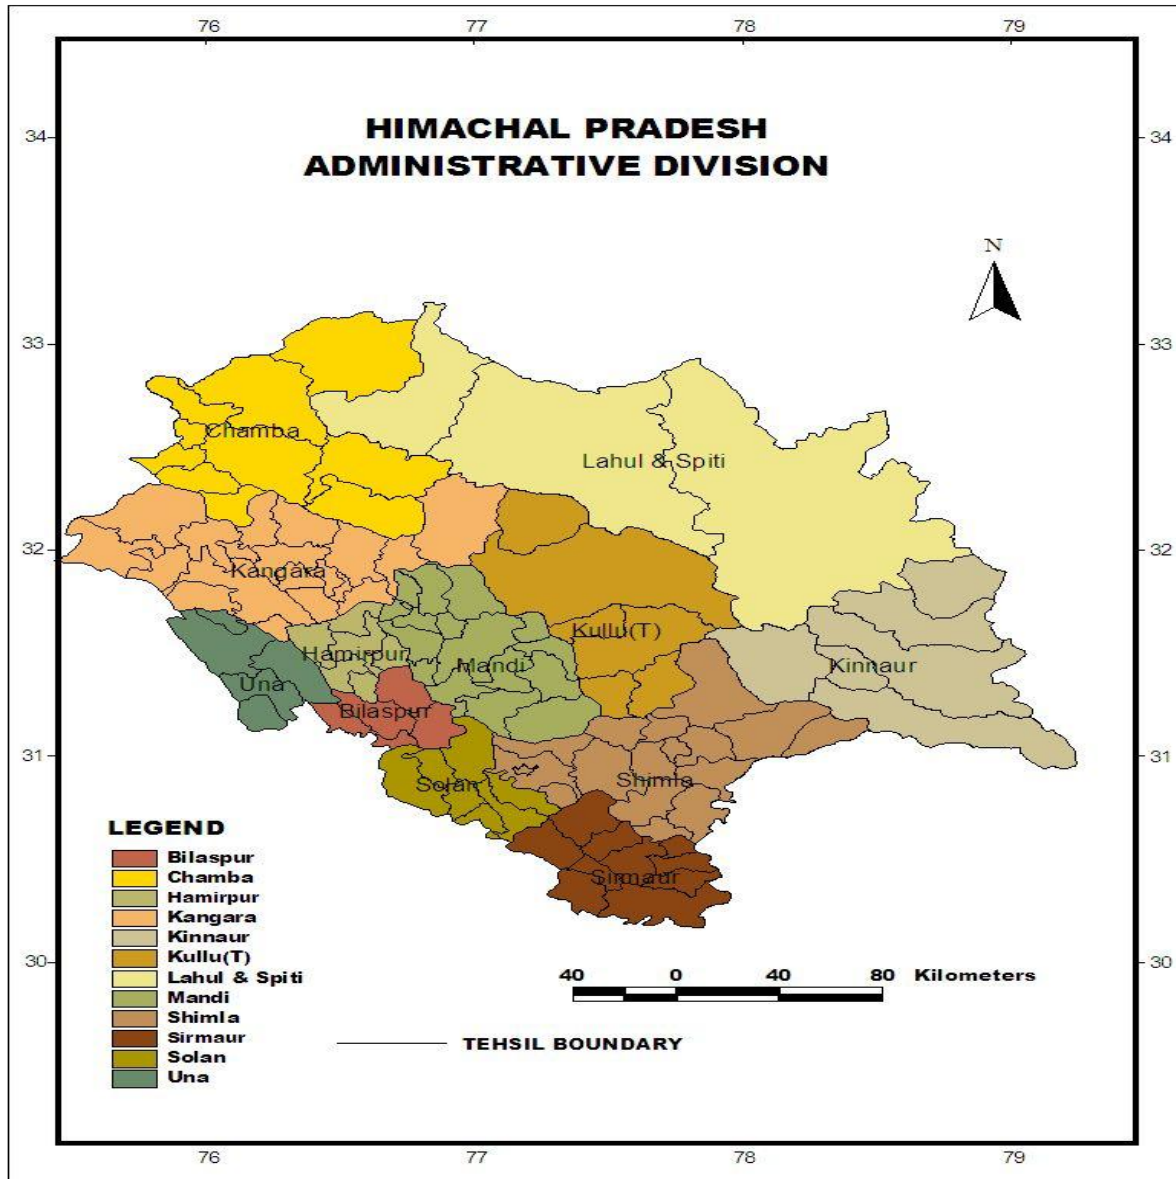 76 77 78 79
HIMACHAL PRADESH
ADMINISTRATIVE DIVISION
34 34
N
33 33
Chamba
Lahul & Spiti
32 32
Kangara
Kullu(T)
Hamirpur
Mandi
Kinnaur
Una
Bilaspur
31 31
Solan
Shimla
Sirmaur
LEGEND
Bilaspur
Chamba
Hamirpur
Kangara
Kinnaur
Kullu(T)
Lahul & Spiti
Mandi
Shimla
Sirmaur
Solan
Una
30 30
40 0 40 80 Kilometers
TEHSIL BOUNDARY
76 77 78 79